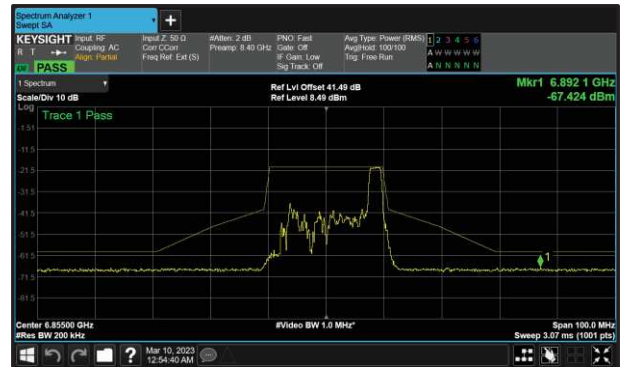 Spectrum Analyzer 1
Swept SA
+
KEYSIGHT Input: RF Input Z: 50 Ω #Atten: 2 dB PNO: Fast Avg Type: Power (RMS) 1 2 3 4 5 6
R T Coupling: AC Corr CCorr Preamp: 8.40 GHz Gate: Off Avg|Hold: 100/100 A W W W W W
Align: Partial Freq Ref: Ext (S) IF Gain: Low Trig: Free Run
PASS Sig Track: Off A N N N N N
1 Spectrum Ref Lvl Offset 41.49 dB Mkr1 6.892 1 GHz
Scale/Div 10 dB Ref Level 8.49 dBm -67.424 dBm
Log
Trace 1 Pass
-1.51
-11.5
-21.5
-31.5
-41.5
-51.5
-61.5
1
-71.5
-81.5
Center 6.85500 GHz #Video BW 1.0 MHz* Span 100.0 MHz
#Res BW 200 kHz Sweep 3.07 ms (1001 pts)
? Mar 10, 2023
12:54:40 AM